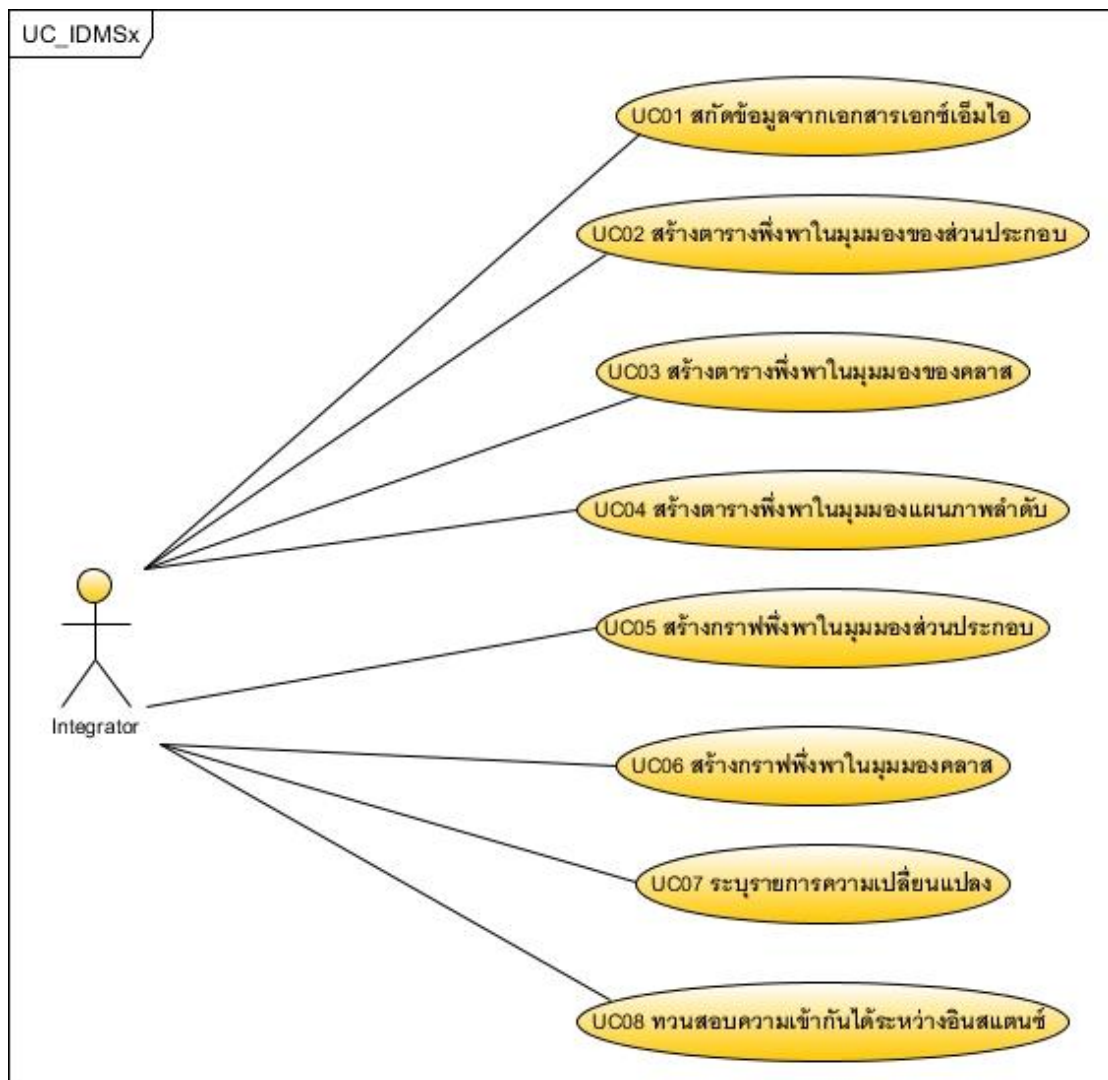 UC_IDMSx
UC01 สกัดข้อมูลจากเอกสารเอกซ์เอ็มไอ
UC02 สร้างตารางพึ่งพาในมุมมองของส่วนประกอบ
UC03 สร้างตารางพึ่งพาในมุมมองของคลาส
UC04 สร้างตารางพึ่งพาในมุมมองแผนภาพลำดับ
UC05 สร้างกราฟพึ่งพาในมุมมองส่วนประกอบ
Integrator
UC06 สร้างกราฟพึ่งพาในมุมมองคลาส
UC07 ระบุรายการความเปลี่ยนแปลง
UC08 ทวนสอบความเข้ากันได้ระหว่างอินสแตนซ์